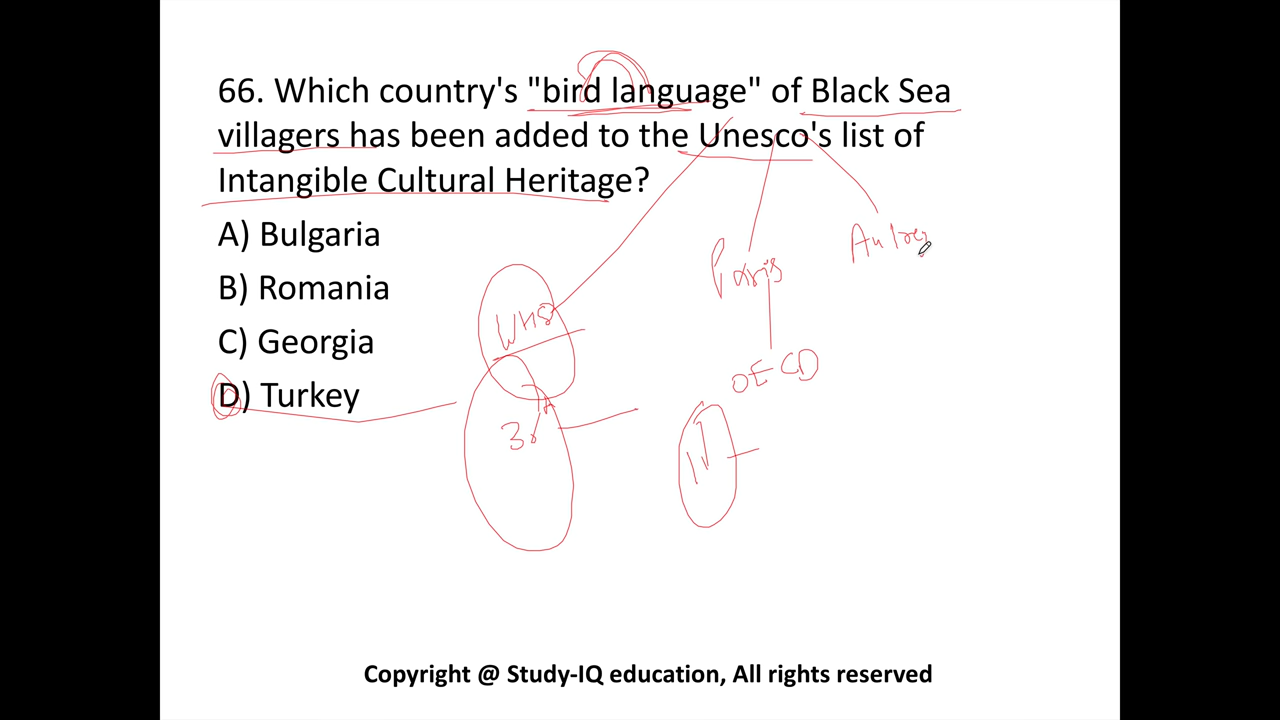 66. Which country's "bird language" of Black Sea
villagers has been added to the Unesco's list of
Intangible Cultural Heritage?
A) Bulgaria
B) Romania
C) Georgia
D) Turkey
Paris
OECD
Copyright @ Study-IQ education, All rights reserved